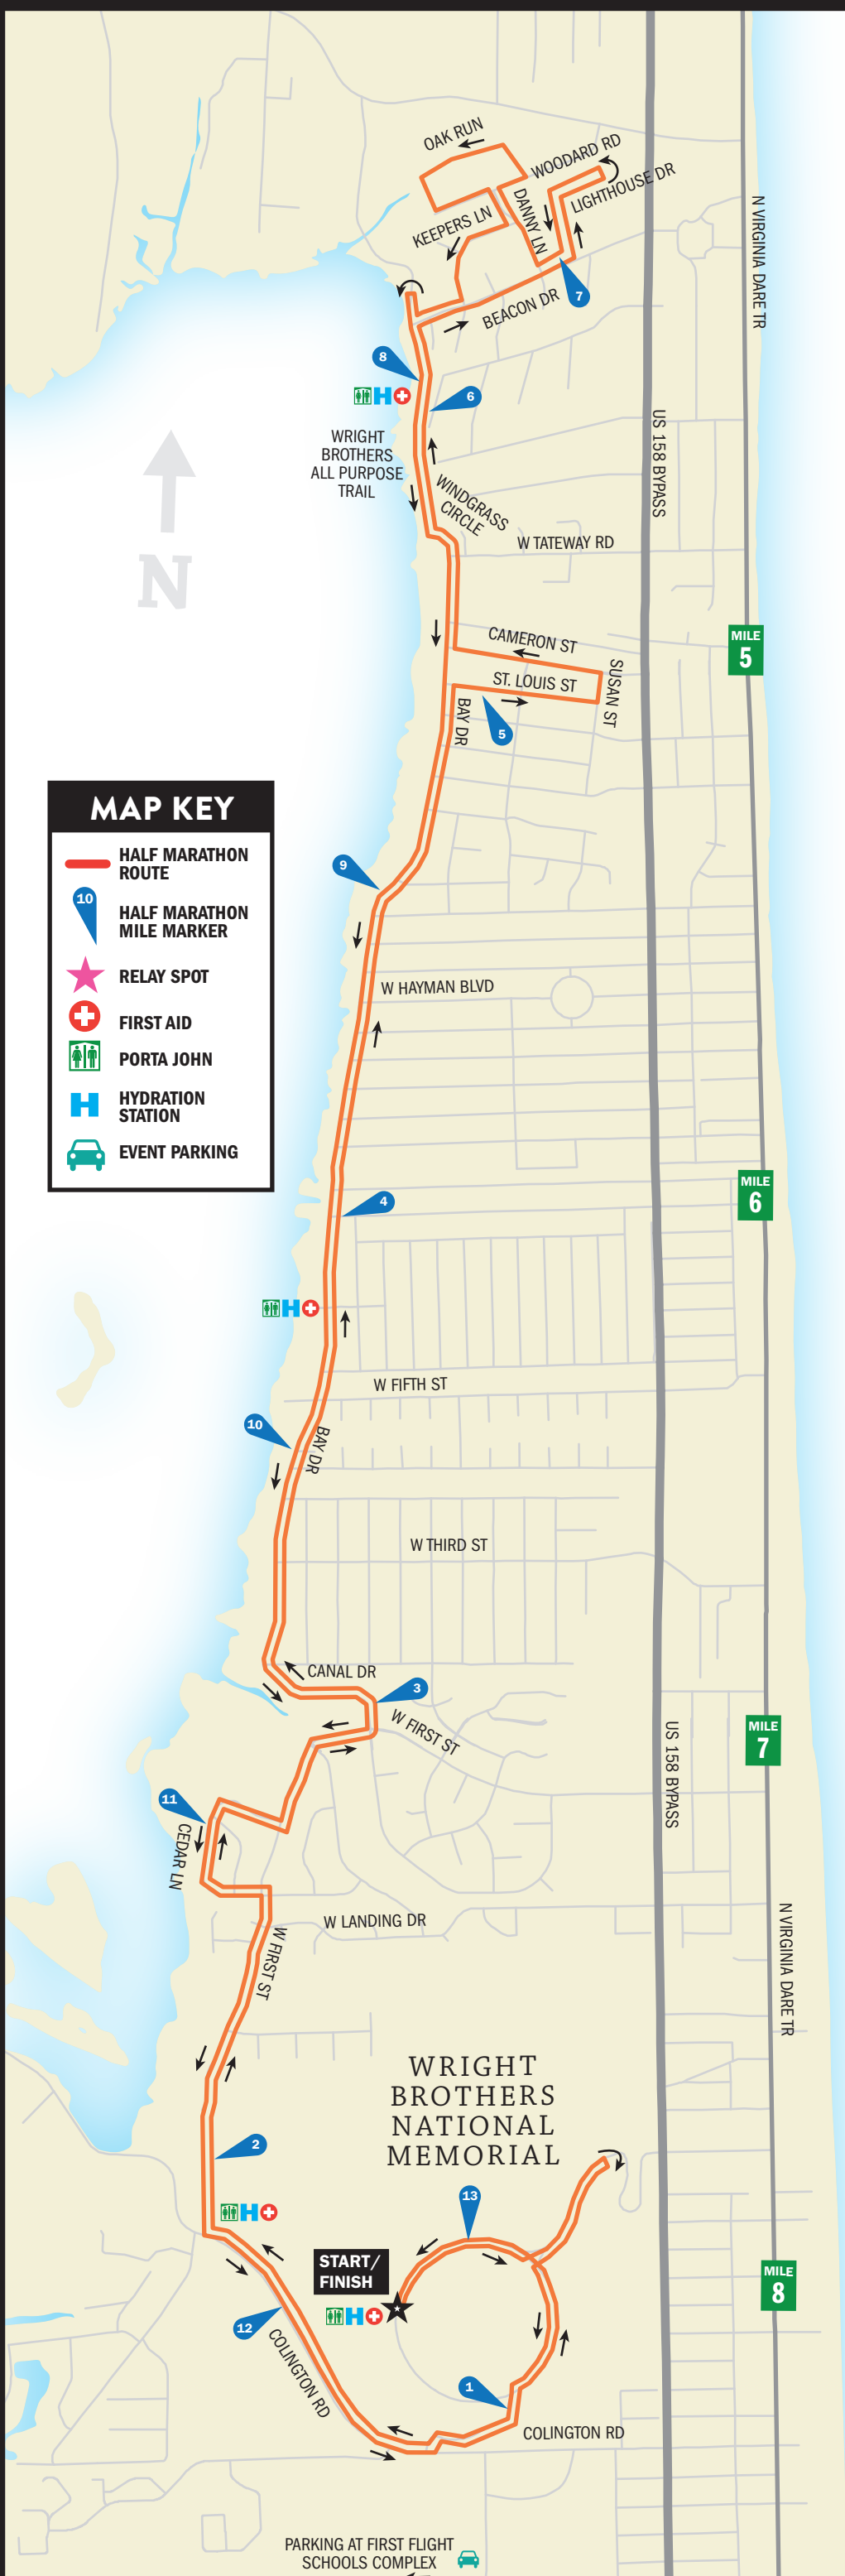 OAK RUN
WOODARD RD
LIGHTHOUSE DR
DANNY LN
KEEPERS LN
BEACON DR
7
N VIRGINIA DARE TR
8
H
6
WRIGHT
BROTHERS
ALL PURPOSE
TRAIL
WINDGRASS
CIRCLE
US 158 BYPASS
N
W TATEWAY RD
CAMERON ST
MILE
5
ST. LOUIS ST
SUSAN ST
BAY DR
5
MAP KEY
HALF MARATHON
ROUTE
10
HALF MARATHON
MILE MARKER
RELAY SPOT
FIRST AID
PORTA JOHN
H
HYDRATION
STATION
EVENT PARKING
9
W HAYMAN BLVD
4
MILE
6
H
W FIFTH ST
10
BAY DR
W THIRD ST
CANAL DR
3
W FIRST ST
MILE
7
US 158 BYPASS
11
CEDAR LN
W LANDING DR
W FIRST ST
N VIRGINIA DARE TR
WRIGHT
BROTHERS
NATIONAL
MEMORIAL
2
13
H
START/
FINISH
H
MILE
8
12
COLINGTON RD
1
COLINGTON RD
PARKING AT FIRST FLIGHT
SCHOOLS COMPLEX